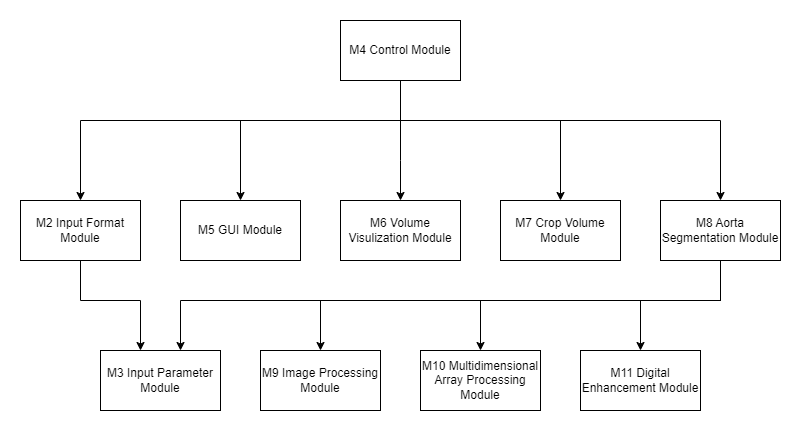 M4 Control Module
M2 Input Format
Module
M5 GUI Module
M6 Volume
Visulization Module
M7 Crop Volume
Module
M8 Aorta
Segmentation Module
M3 Input Parameter
Module
M9 Image Processing
Module
M10 Multidimensional
Array Processing
Module
M11 Digital
Enhancement Module